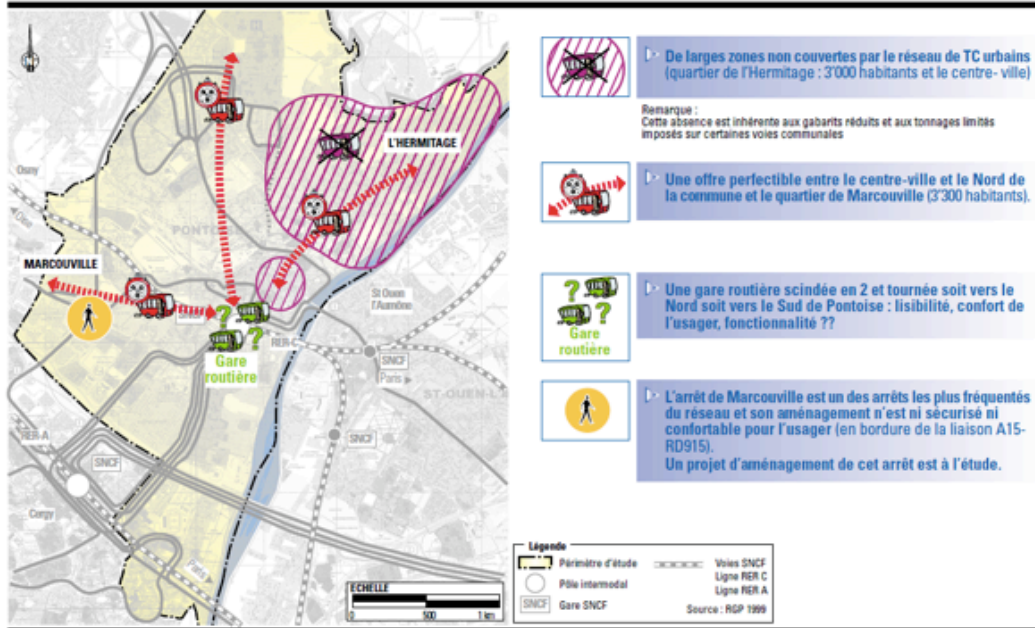 Osny
PONTOISE
L'HERMITAGE
MARCOUVILLE
St Ouen
l'Aumône
?
?
?
Gare
routière
RER-C
SNCF
Paris
ST-OUEN-L'A
SNCF
RER-A
SNCF
Cergy
Paris
ECHELLE
0 500 1 km
De larges zones non couvertes par le réseau de TC urbains
(quartier de l'Hermitage : 3'000 habitants et le centre- ville)
Remarque :
Cette absence est inhérente aux gabarits réduits et aux tonnages limités
imposés sur certaines voies communales
Une offre perfectible entre le centre-ville et le Nord de
la commune et le quartier de Marcouville (3'300 habitants).
? ?
Gare
routière
Une gare routière scindée en 2 et tournée soit vers le
Nord soit vers le Sud de Pontoise : lisibilité, confort de
l'usager, fonctionnalité ??
L'arrêt de Marcouville est un des arrêts les plus fréquentés
du réseau et son aménagement n'est ni sécurisé ni
confortable pour l'usager (en bordure de la liaison A15-
RD915).
Un projet d'aménagement de cet arrêt est à l'étude.
Légende
Périmètre d'étude
Pôle intermodal
SNCF Gare SNCF
Voies SNCF
Ligne RER C
Ligne RER A
Source : RGP 1999